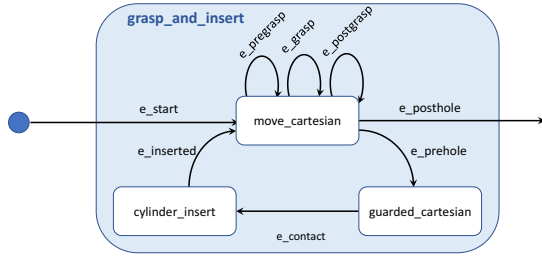 grasp_and_insert
e_pregrasp
e_grasp
e_postgrasp
e_start
move_cartesian
e_posthole
e_inserted
e_prehole
cylinder_insert
guarded_cartesian
e_contact